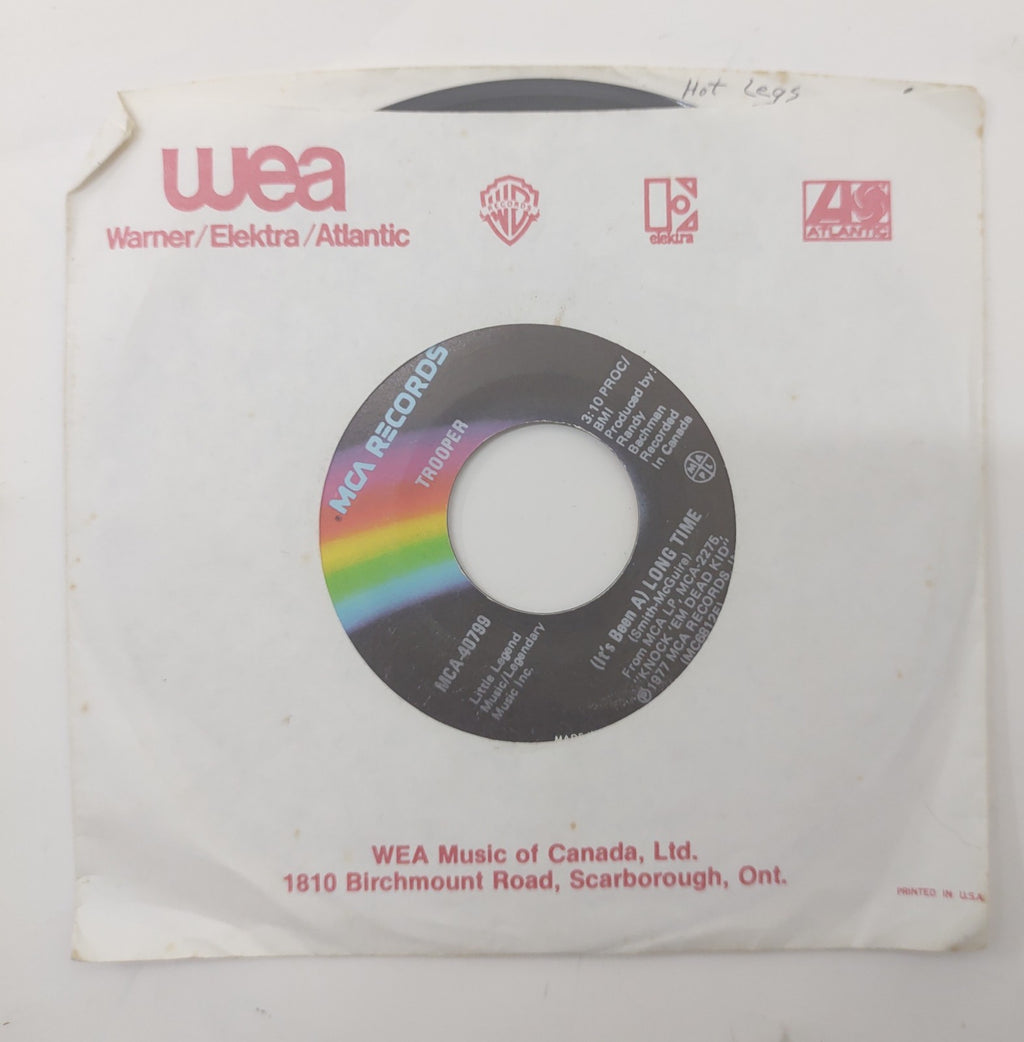 Hot Legs
wea
Warner/Elektra/Atlantic
W RECORDS
elektra
ATLANTIC
MCA RECORDS
TROOPER
3:10 PROC/
BMI
Produced by:
Randy
Bachman
Recorded
In Canada
MAPL
MCA-40799
Little Legend
Music/Legendary
Music Inc.
(It's Been A) LONG TIME
(Smith-McGuire)
From MCA LP, MCA-2275,
"KNOCK 'EM DEAD KID"
℗1977 MCA RECORDS
WEA Music of Canada, Ltd.
1810 Birchmount Road, Scarborough, Ont.
PRINTED IN U.S.A.